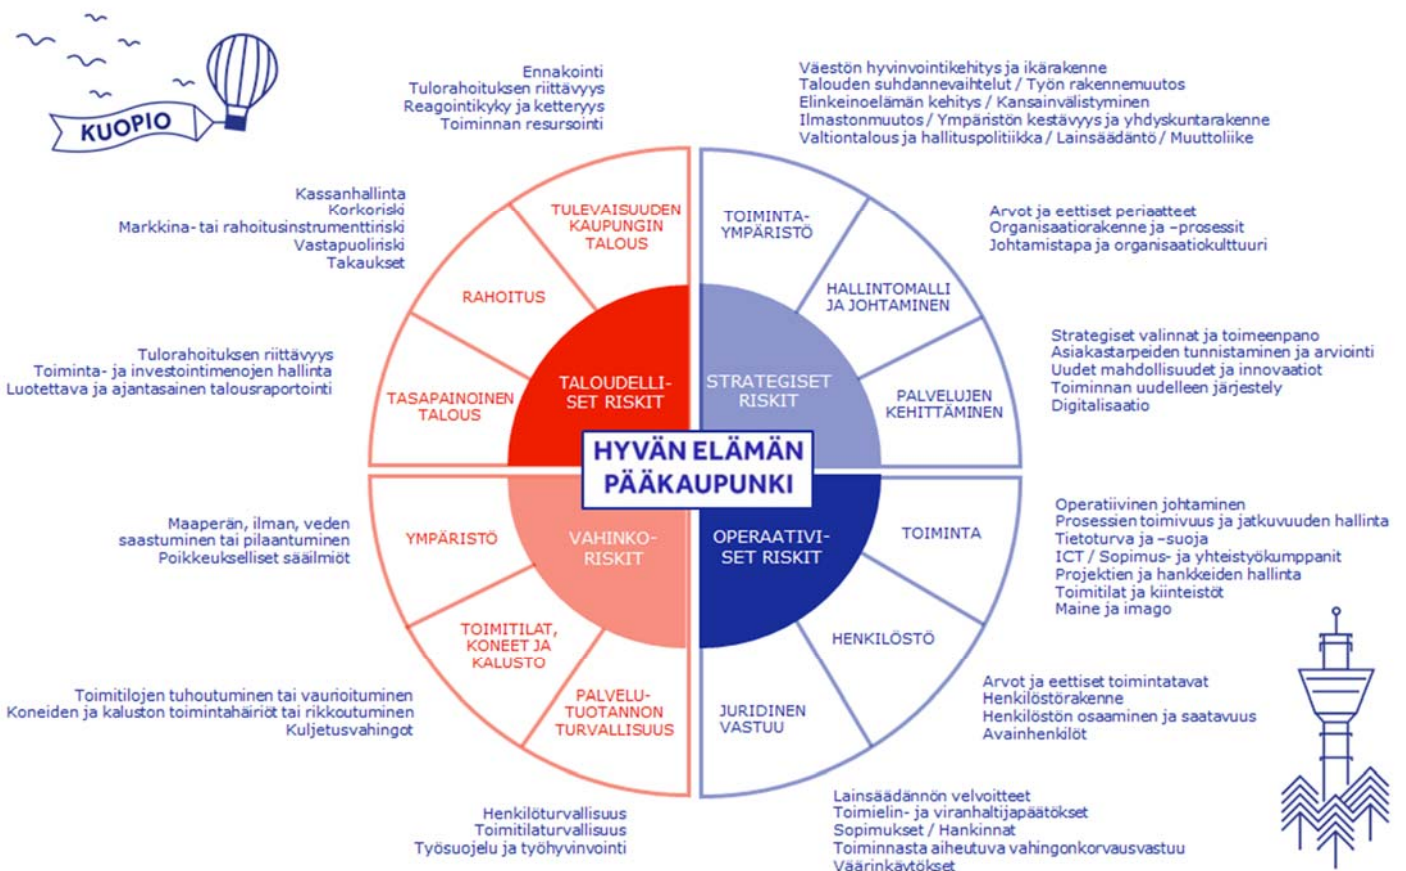 KUOPIO
Ennakointi
Tulorahoituksen riittävyys
Reagointikyky ja ketteryys
Toiminnan resursointi
Väestön hyvinvointikehitys ja ikärakenne
Talouden suhdannevaihtelut / Työn rakennemuutos
Elinkeinoelämän kehitys / Kansainvälistyminen
Ilmastonmuutos / Ympäristön kestävyys ja yhdyskuntarakenne
Valtiontalous ja hallituspolitiikka / Lainsäädäntö / Muuttoliike
Kassanhallinta
Korkoriski
Markkina- tai rahoitusinstrumenttiriski
Vastapuoliriski
Takaukset
TULEVAISUUDEN
KAUPUNGIN
TALOUS
TOIMINTA-
YMPÄRISTÖ
Arvot ja eettiset periaatteet
Organisaatiorakenne ja –prosessit
Johtamistapa ja organisaatiokulttuuri
RAHOITUS
HALLINTOMALLI
JA JOHTAMINEN
Tulorahoituksen riittävyys
Toiminta- ja investointimenojen hallinta
Luotettava ja ajantasainen talousraportointi
TASAPAINOINEN
TALOUS
TALOUDELLI-
SET RISKIT
STRATEGISET
RISKIT
PALVELUJEN
KEHITTÄMINEN
Strategiset valinnat ja toimeenpano
Asiakastarpeiden tunnistaminen ja arviointi
Uudet mahdollisuudet ja innovaatiot
Toiminnan uudelleen järjestely
Digitalisaatio
HYVÄN ELÄMÄN
PÄÄKAUPUNKI
Maaperän, ilman, veden
saastuminen tai pilaantuminen
Poikkeukselliset sääilmiöt
YMPÄRISTÖ
VAHINKO-
RISKIT
OPERAATIVI-
SET RISKIT
TOIMINTA
Operatiivinen johtaminen
Prosessien toimivuus ja jatkuvuuden hallinta
Tietoturva ja –suoja
ICT / Sopimus- ja yhteistyökumppanit
Projektien ja hankkeiden hallinta
Toimitilat ja kiinteistöt
Maine ja imago
TOIMITILAT,
KONEET JA
KALUSTO
HENKILÖSTÖ
Toimitilojen tuhoutuminen tai vaurioituminen
Koneiden ja kaluston toimintahäiriöt tai rikkoutuminen
Kuljetusvahingot
PALVELU-
TUOTANNON
TURVALLISUUS
JURIDINEN
VASTUU
Arvot ja eettiset toimintatavat
Henkilöstörakenne
Henkilöstön osaaminen ja saatavuus
Avainhenkilöt
Henkilöturvallisuus
Toimitilaturvallisuus
Työsuojelu ja työhyvinvointi
Lainsäädännön velvoitteet
Toimielin- ja viranhaltijapäätökset
Sopimukset / Hankinnat
Toiminnasta aiheutuva vahingonkorvausvastuu
Väärinkäytökset